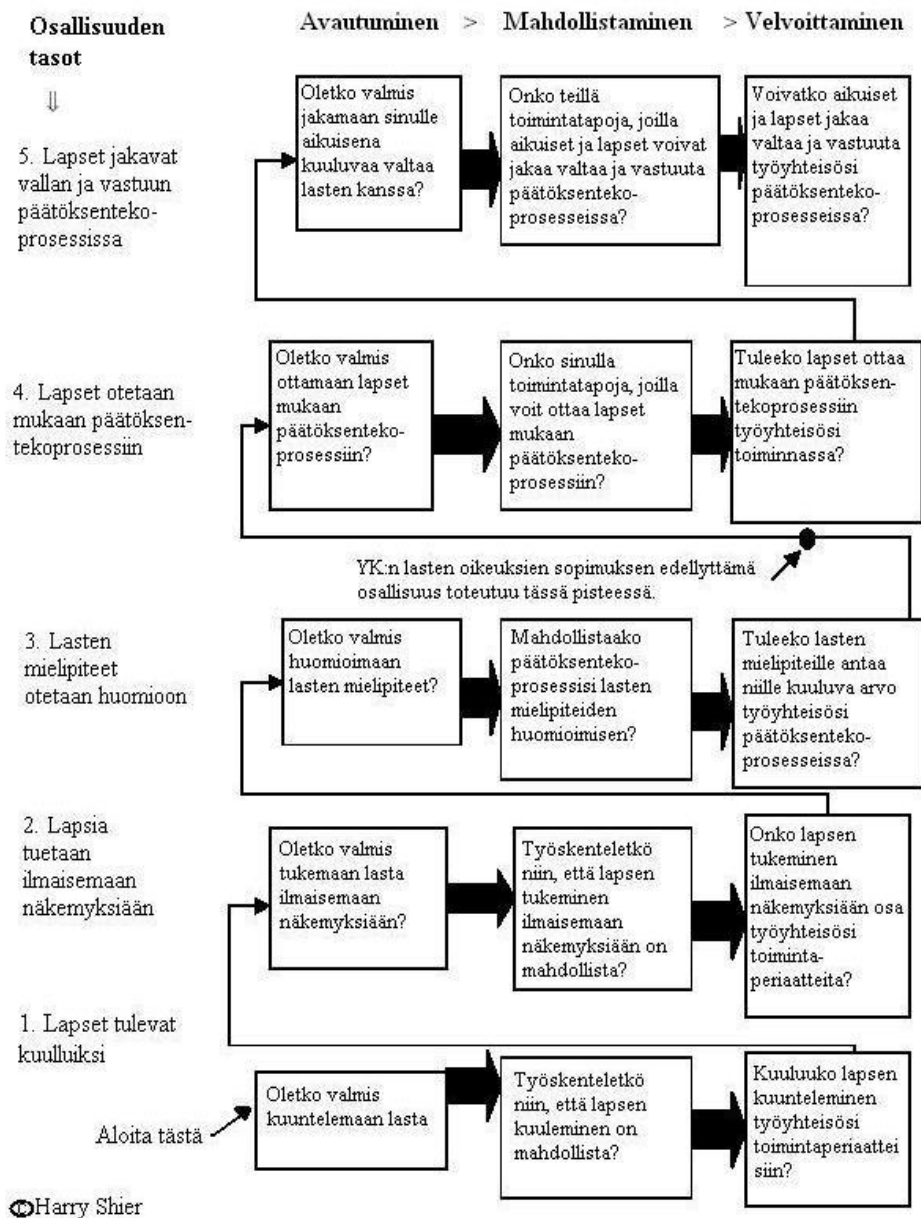 Osallisuuden
tasot
⇓
Avautuminen > Mahdollistaminen > Velvoittaminen
5. Lapset jakavat
vallan ja vastuun
päätöksenteko-
prosessissa
Oletko valmis
jakamaan sinulle
aikuisena
kuuluvaa valtaa
lasten kanssa?
Onko teillä
toimintatapoja, joilla
aikuiset ja lapset voivat
jakaa valtaa ja vastuuta
päätöksenteko-
prosesseissa?
Voivatko aikuiset
ja lapset jakaa
valtaa ja vastuuta
työyhteisösi
päätöksenteko-
prosesseissa?
4. Lapset otetaan
mukaan päätöksen-
tekoprosessiin
Oletko valmis
ottamaan lapset
mukaan
päätöksenteko-
prosessiin?
Onko sinulla
toimintatapoja, joilla
voit ottaa lapset
mukaan
päätöksenteko-
prosessiin?
Tuleeko lapset ottaa
mukaan päätöksen-
tekoprosessiin
työyhteisösi
toiminnassa?
YK:n lasten oikeuksien sopimuksen edellyttämä
osallisuus toteutuu tässä pisteessä.
3. Lasten
mielipiteet
otetaan huomioon
Oletko valmis
huomioimaan
lasten mielipiteet?
Mahdollistaako
päätöksenteko-
prosessisi lasten
mielipiteiden
huomioimisen?
Tuleeko lasten
mielipiteille antaa
niille kuuluva arvo
työyhteisösi
päätöksenteko-
prosesseissa?
2. Lapsia
tuetaan
ilmaisemaan
näkemyksiään
Oletko valmis
tukemaan lasta
ilmaisemaan
näkemyksiään?
Työskenteletkö
niin, että lapsen
tukeminen
ilmaisemaan
näkemyksiään on
mahdollista?
Onko lapsen
tukeminen
ilmaisemaan
näkemyksiään osa
työyhteisösi
toiminta-
periaatteita?
1. Lapset tulevat
kuulluiksi
Aloita tästä
Oletko valmis
kuuntelemaan lasta
Työskenteletkö
niin, että lapsen
kuuleminen on
mahdollista?
Kuuluuko lapsen
kuunteleminen
työyhteisösi
toimintaperiaattei
siin?
©Harry Shier